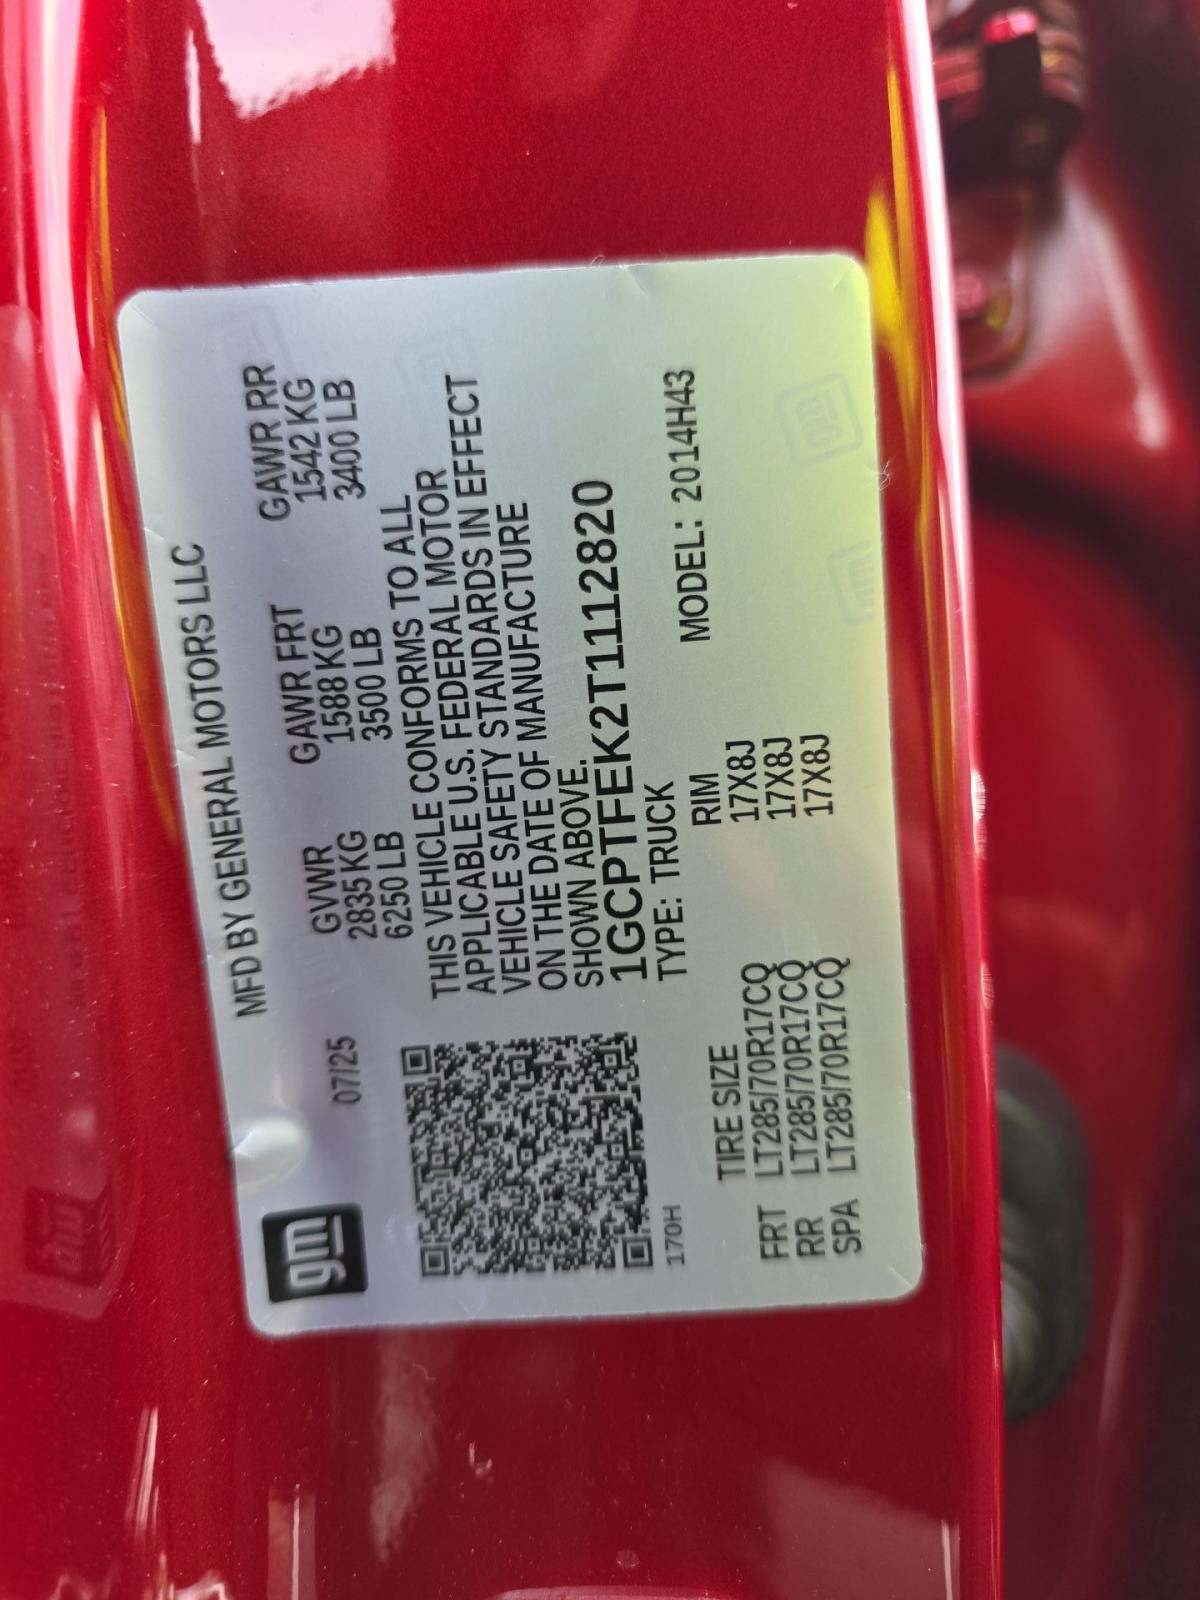 gm
MFD BY GENERAL MOTORS LLC
07/25
GVWR GAWR FRT GAWR RR
2835 KG 1588 KG 1542 KG
6250 LB 3500 LB 3400 LB
THIS VEHICLE CONFORMS TO ALL
APPLICABLE U.S. FEDERAL MOTOR
VEHICLE SAFETY STANDARDS IN EFFECT
ON THE DATE OF MANUFACTURE
SHOWN ABOVE.
1GCPTFEK2T1112820
TYPE: TRUCK MODEL: 2014H43
170H
TIRE SIZE RIM
FRT LT285/70R17CQ 17X8J
RR LT285/70R17CQ 17X8J
SPA LT285/70R17CQ 17X8J